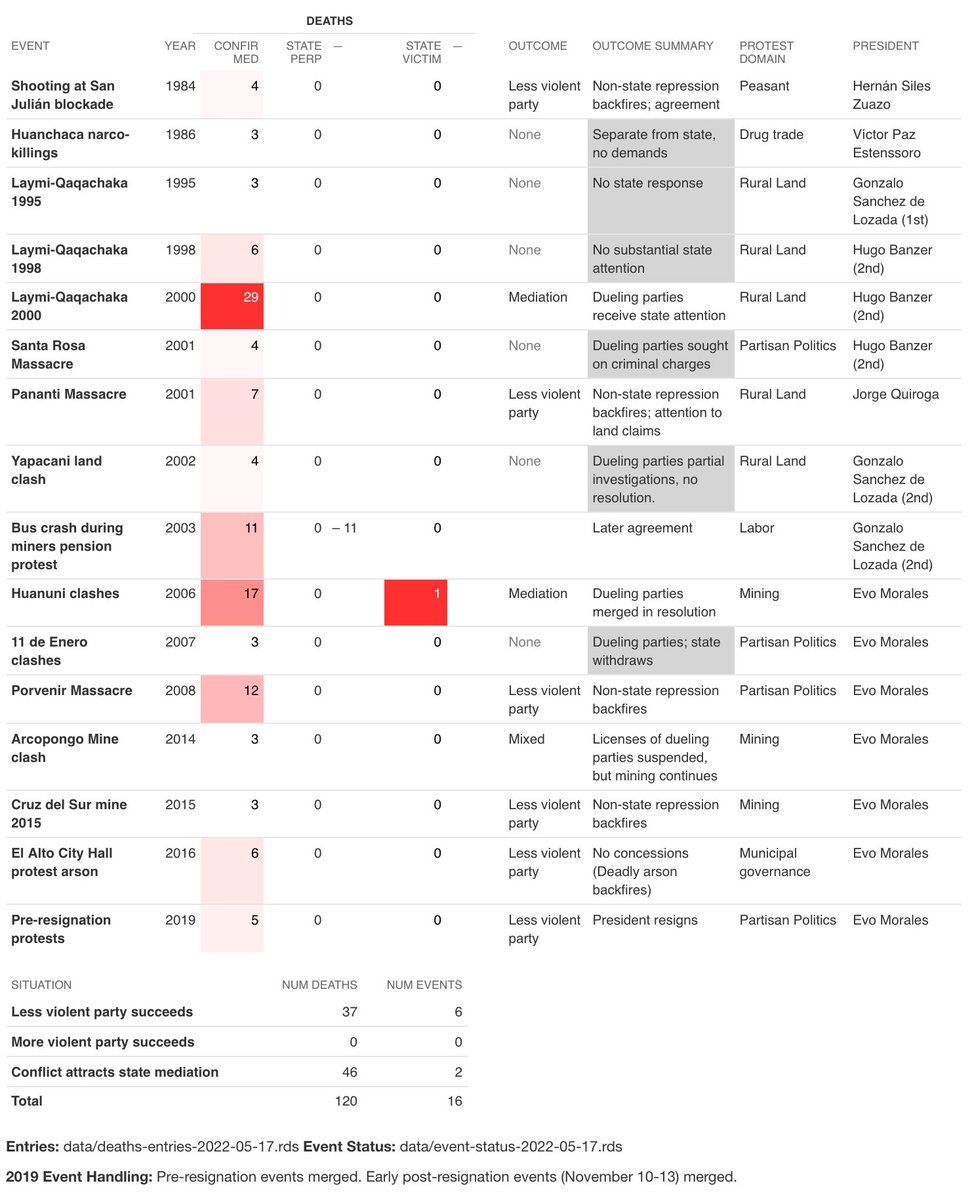 DEATHS
EVENT YEAR CONFIR STATE — STATE — OUTCOME OUTCOME SUMMARY PROTEST PRESIDENT
MED PERP VICTIM DOMAIN
Shooting at San 1984 4 0 0 Less violent Non-state repression Peasant Hernán Siles
Julián blockade party backfires; agreement Zuazo
Huanchaca narco- 1986 3 0 0 None Separate from state, Drug trade Víctor Paz
killings no demands Estenssoro
Laymi-Qaqachaka 1995 3 0 0 None No state response Rural Land Gonzalo
1995 Sanchez de
Lozada (1st)
Laymi-Qaqachaka 1998 6 0 0 None No substantial state Rural Land Hugo Banzer
1998 attention (2nd)
Laymi-Qaqachaka 2000 29 0 0 Mediation Dueling parties Rural Land Hugo Banzer
2000 receive state attention (2nd)
Santa Rosa 2001 4 0 0 None Dueling parties sought Partisan Politics Hugo Banzer
Massacre on criminal charges (2nd)
Pananti Massacre 2001 7 0 0 Less violent Non-state repression Rural Land Jorge Quiroga
party backfires; attention to
land claims
Yapacani land 2002 4 0 0 None Dueling parties partial Rural Land Gonzalo
clash investigations, no Sanchez de
resolution. Lozada (2nd)
Bus crash during 2003 11 0 – 11 0 Later agreement Labor Gonzalo
miners pension Sanchez de
protest Lozada (2nd)
Huanuni clashes 2006 17 0 1 Mediation Dueling parties Mining Evo Morales
merged in resolution
11 de Enero 2007 3 0 0 None Dueling parties; state Partisan Politics Evo Morales
clashes withdraws
Porvenir Massacre 2008 12 0 0 Less violent Non-state repression Partisan Politics Evo Morales
party backfires
Arcopongo Mine 2014 3 0 0 Mixed Licenses of dueling Mining Evo Morales
clash parties suspended,
but mining continues
Cruz del Sur mine 2015 3 0 0 Less violent Non-state repression Mining Evo Morales
2015 party backfires
El Alto City Hall 2016 6 0 0 Less violent No concessions Municipal Evo Morales
protest arson party (Deadly arson governance
backfires)
Pre-resignation 2019 5 0 0 Less violent President resigns Partisan Politics Evo Morales
protests party
SITUATION NUM DEATHS NUM EVENTS
Less violent party succeeds 37 6
More violent party succeeds 0 0
Conflict attracts state mediation 46 2
Total 120 16
Entries: data/deaths-entries-2022-05-17.rds Event Status: data/event-status-2022-05-17.rds
2019 Event Handling: Pre-resignation events merged. Early post-resignation events (November 10-13) merged.